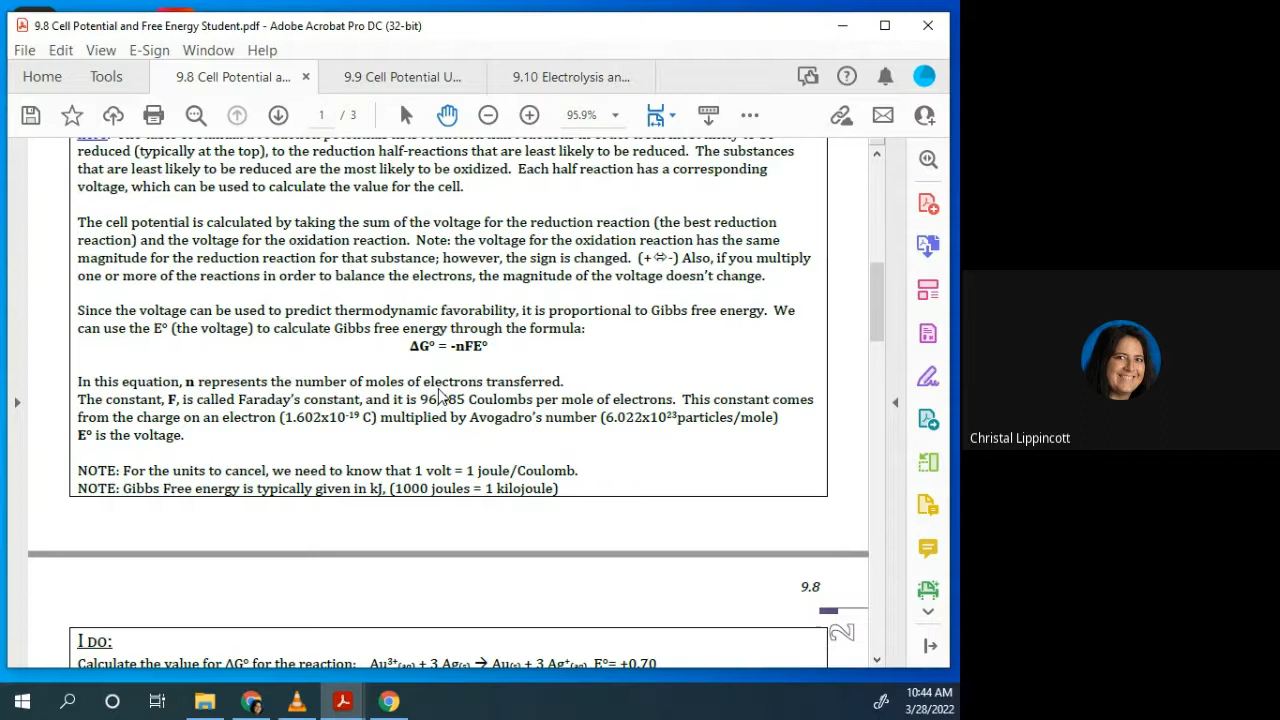 9.8 Cell Potential and Free Energy Student.pdf - Adobe Acrobat Pro DC (32-bit)
File Edit View E-Sign Window Help
Home Tools 9.8 Cell Potential a... × 9.9 Cell Potential U... 9.10 Electrolysis an...
1 / 3 95.9%
reduced (typically at the top), to the reduction half-reactions that are least likely to be reduced. The substances
that are least likely to be reduced are the most likely to be oxidized. Each half reaction has a corresponding
voltage, which can be used to calculate the value for the cell.
The cell potential is calculated by taking the sum of the voltage for the reduction reaction (the best reduction
reaction) and the voltage for the oxidation reaction. Note: the voltage for the oxidation reaction has the same
magnitude for the reduction reaction for that substance; however, the sign is changed. (+⇔-) Also, if you multiply
one or more of the reactions in order to balance the electrons, the magnitude of the voltage doesn't change.
Since the voltage can be used to predict thermodynamic favorability, it is proportional to Gibbs free energy. We
can use the E° (the voltage) to calculate Gibbs free energy through the formula:
ΔG° = -nFE°
In this equation, n represents the number of moles of electrons transferred.
The constant, F, is called Faraday's constant, and it is Coulombs per mole of electrons. This constant comes
from the charge on an electron (1.602x10⁻¹⁹ C) multiplied by Avogadro's number (6.022x10²³particles/mole)
E° is the voltage.
NOTE: For the units to cancel, we need to know that 1 volt = 1 joule/Coulomb.
NOTE: Gibbs Free energy is typically given in kJ, (1000 joules = 1 kilojoule)
9.8
2
I DO:
Calculate the value for ΔG° for the reaction: Au³⁺(aq) + 3 Ag(s) → Au(s) + 3 Ag⁺(aq) E°= +0.70
Christal Lippincott
10:44 AM
3/28/2022